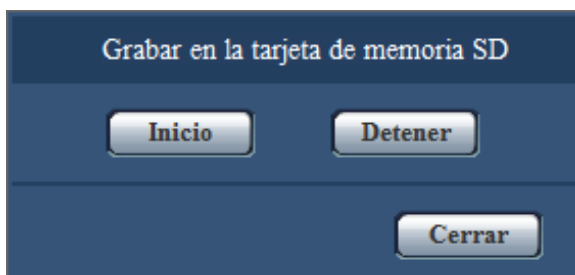 Grabar en la tarjeta de memoria SD
Inicio Detener
Cerrar